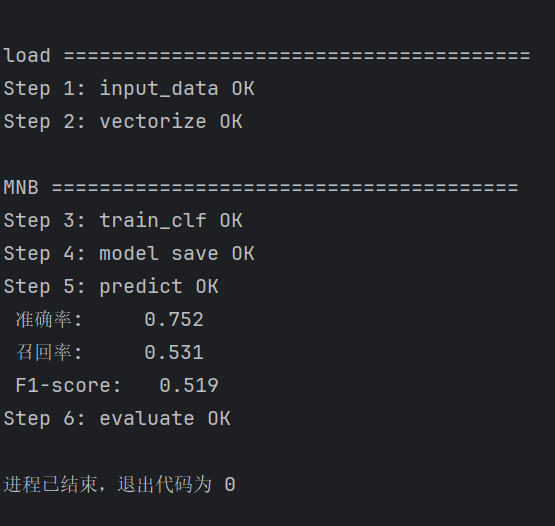 load =======================================
Step 1: input_data OK
Step 2: vectorize OK
MNB =======================================
Step 3: train_clf OK
Step 4: model save OK
Step 5: predict OK
准确率: 0.752
召回率: 0.531
F1-score: 0.519
Step 6: evaluate OK
进程已结束，退出代码为 0